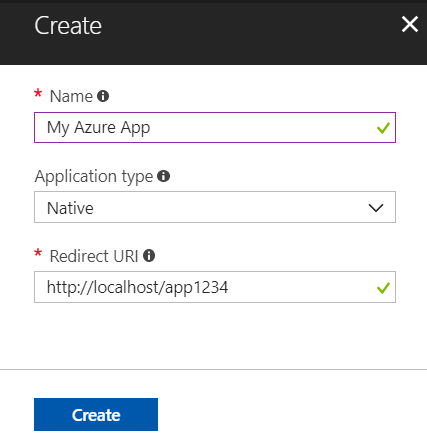 Create
* Name
My Azure App
Application type
Native
* Redirect URI
http://localhost/app1234
Create